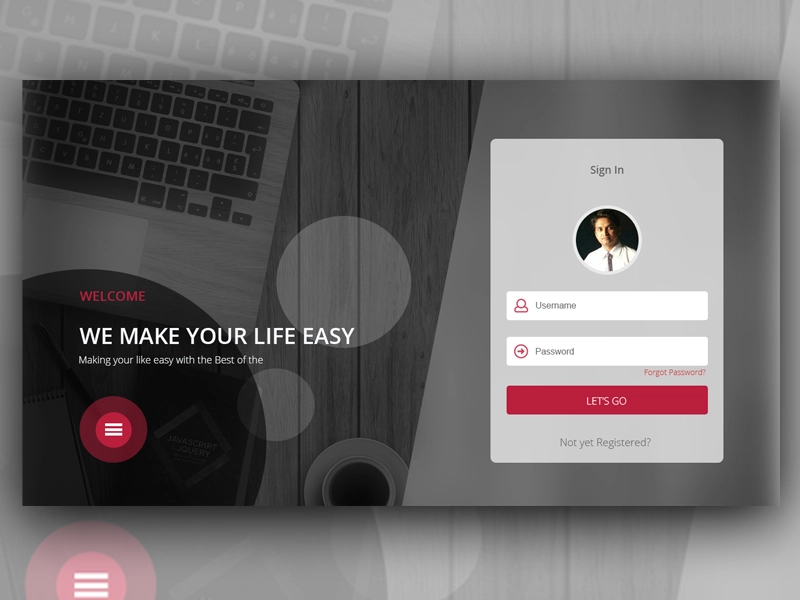 WELCOME
WE MAKE YOUR LIFE EASY
Making your like easy with the Best of the
JAVASCRIPT
JQUERY
Sign In
Username
Password
Forgot Password?
LET'S GO
Not yet Registered?